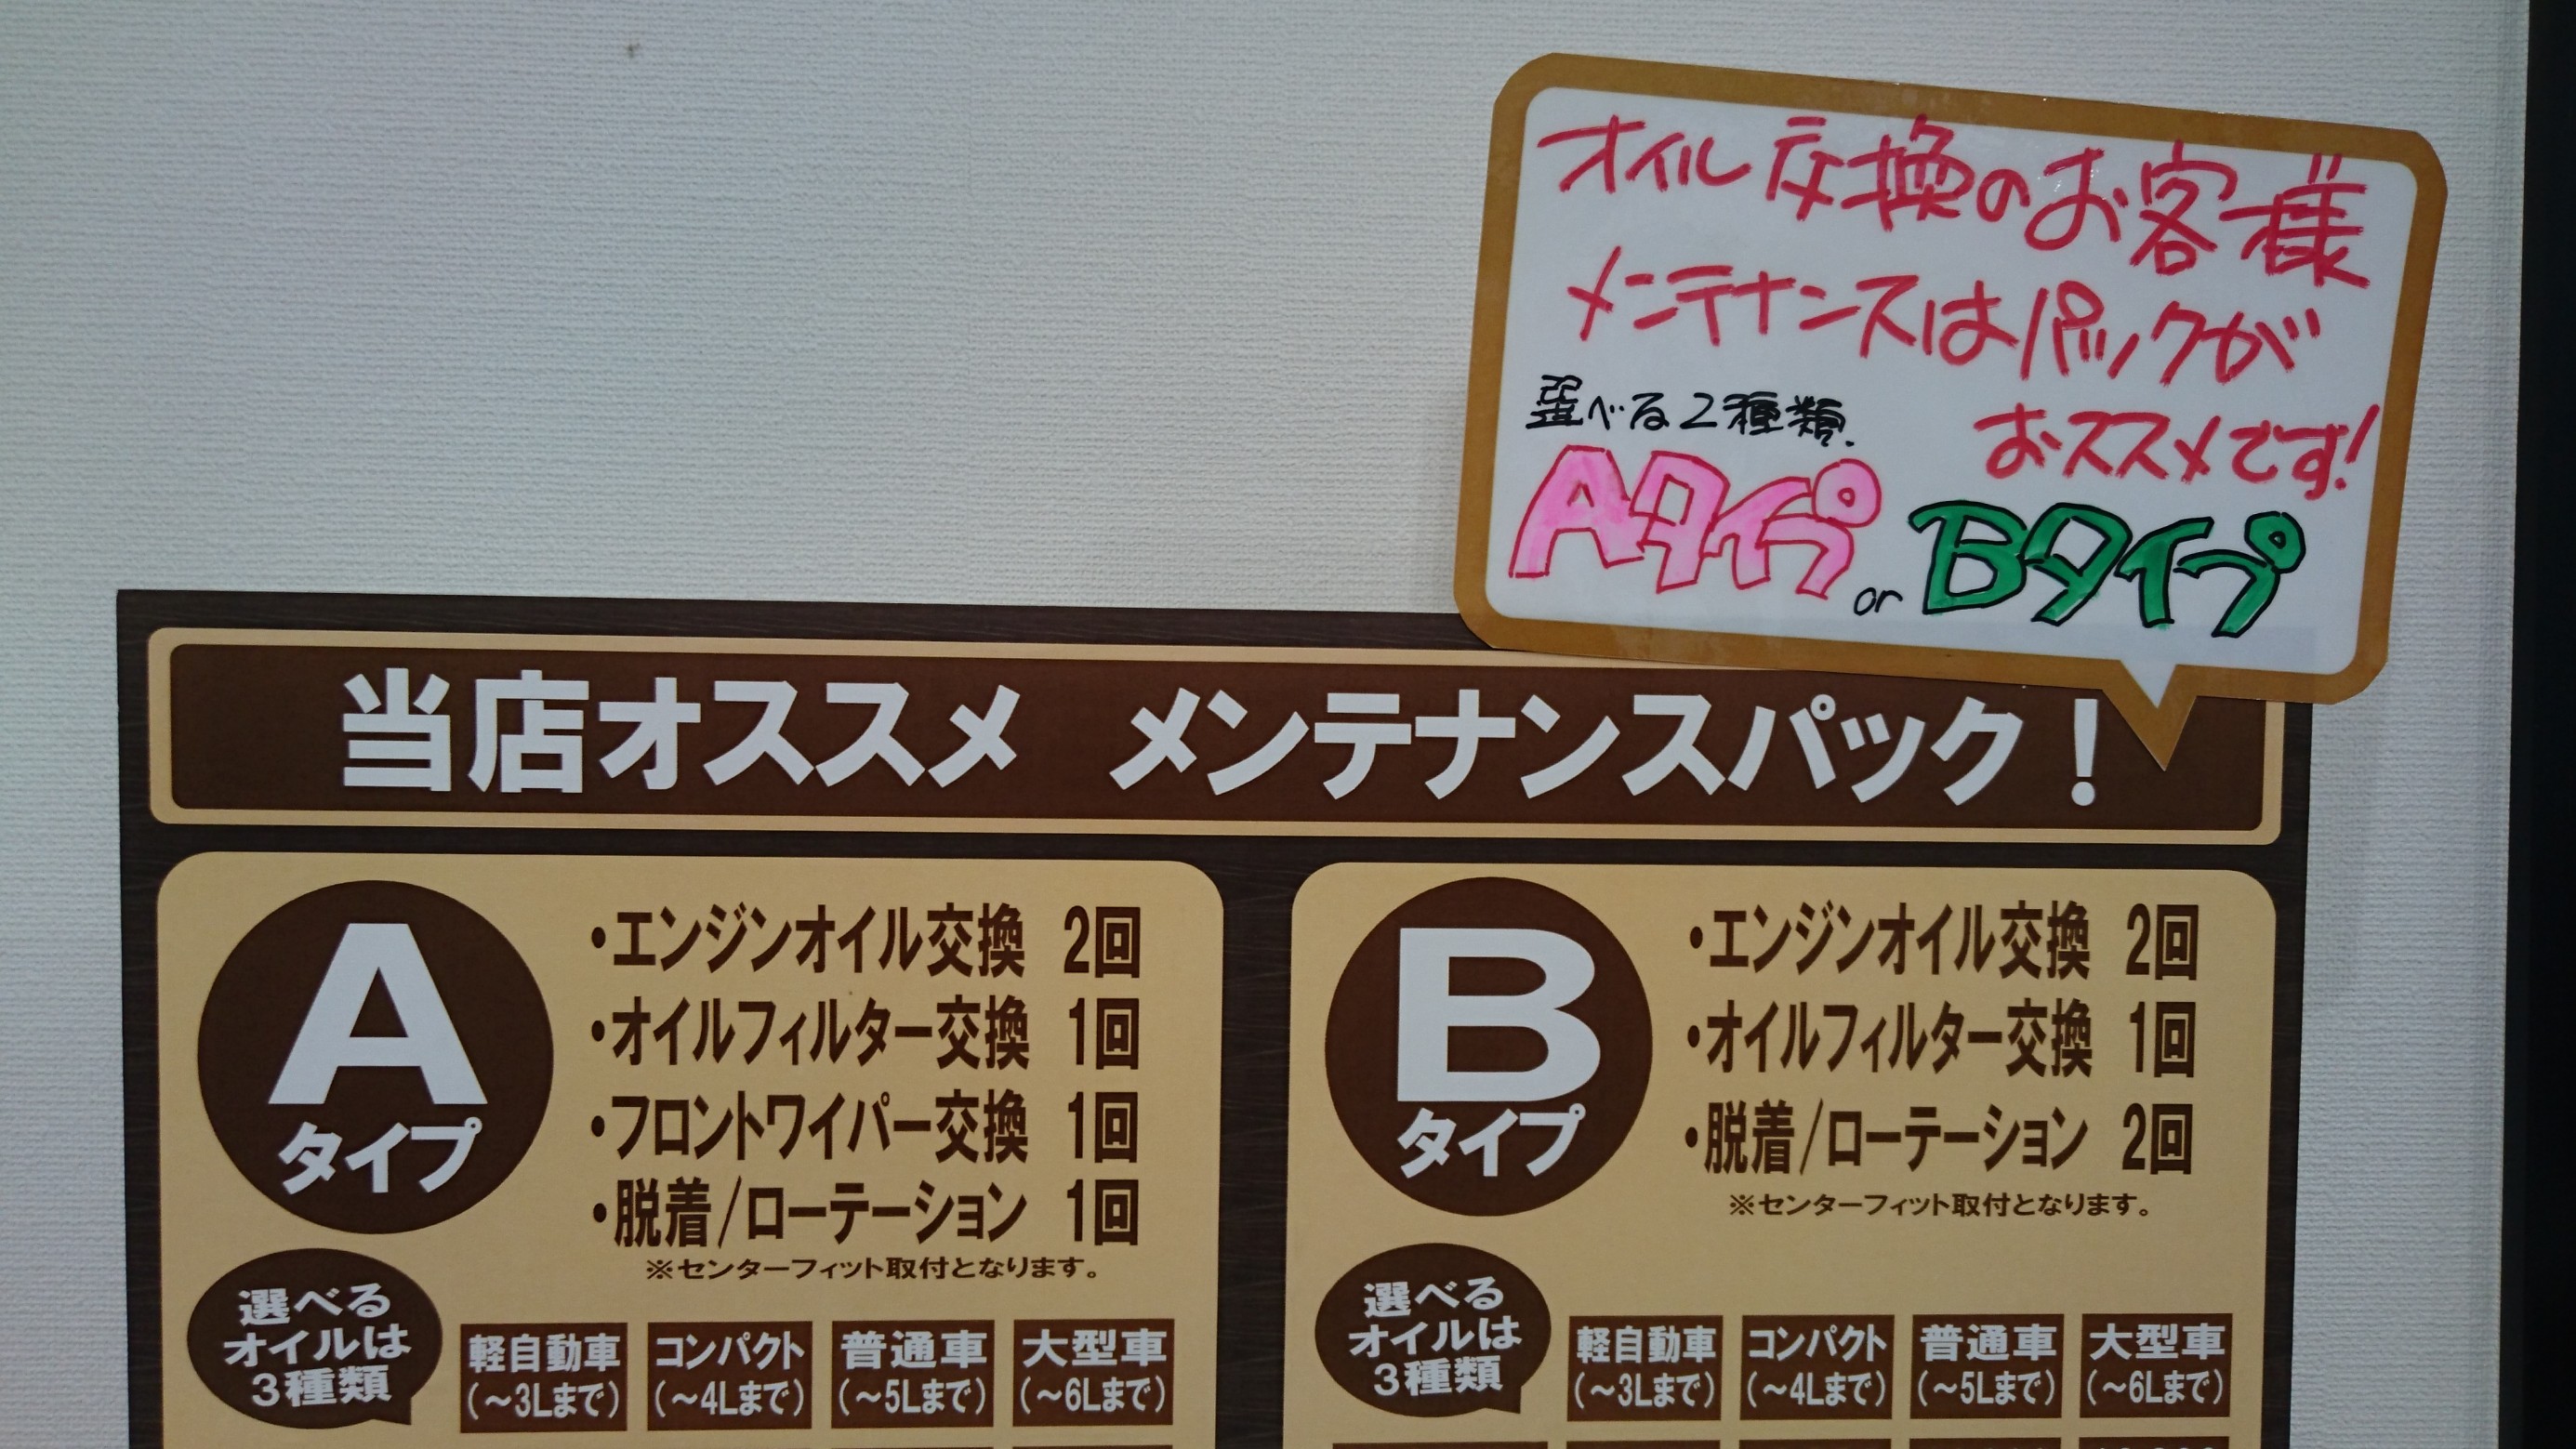 オイル交換のお客様
メンテナンスはパックが
おススメです!
選べる2種類.
Aタイプ or Bタイプ
当店オススメ メンテナンスパック!
A
タイプ
・エンジンオイル交換 2回
・オイルフィルター交換 1回
・フロントワイパー交換 1回
・脱着/ローテーション 1回
※センターフィット取付となります。
選べる
オイルは
3種類
軽自動車 コンパクト 普通車 大型車
(～3Lまで) (～4Lまで) (～5Lまで) (～6Lまで)
B
タイプ
・エンジンオイル交換 2回
・オイルフィルター交換 1回
・脱着/ローテーション 2回
※センターフィット取付となります。
選べる
オイルは
3種類
軽自動車 コンパクト 普通車 大型車
(～3Lまで) (～4Lまで) (～5Lまで) (～6Lまで)